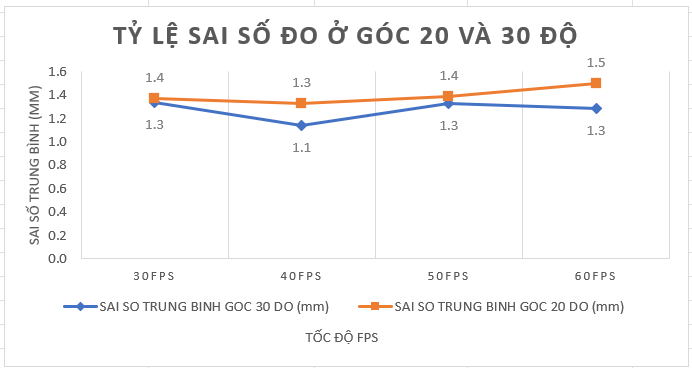 TỶ LỆ SAI SỐ ĐO Ở GÓC 20 VÀ 30 ĐỘ
SAI SỐ TRUNG BÌNH (MM)
1.6
1.4
1.2
1.0
0.8
0.6
0.4
0.2
0.0
1.4
1.3
1.4
1.5
1.3
1.1
1.3
1.3
30FPS
40FPS
50FPS
60FPS
SAI SO TRUNG BINH GOC 30 DO (mm)
SAI SO TRUNG BINH GOC 20 DO (mm)
TỐC ĐỘ FPS